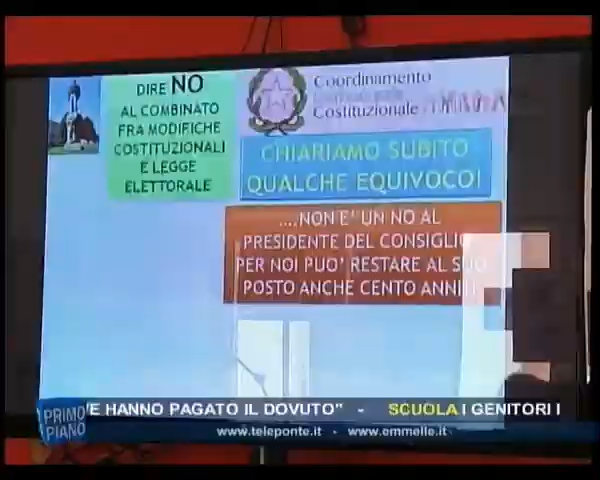 DIRE NO
AL COMBINATO
FRA MODIFICHE
COSTITUZIONALI
E LEGGE
ELETTORALE
Coordinamento
Costituzionale
CHIARIAMO SUBITO
QUALCHE EQUIVOCO!
....NON E' UN NO AL
PRESIDENTE DEL CONSIGLIO
PER NOI PUO' RESTARE AL SUO
POSTO ANCHE CENTO ANNI!!
'E HANNO PAGATO IL DOVUTO" - SCUOLA I GENITORI I
PRIMO
PIANO
www.teleponte.it - www.emmelle.it